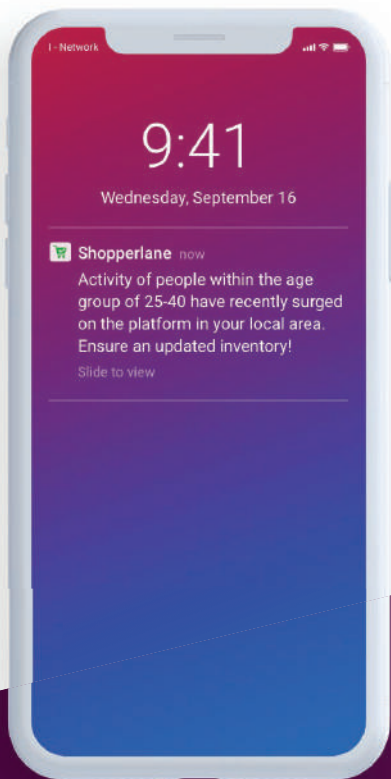 I - Network
9:41
Wednesday, September 16
Shopperlane now
Activity of people within the age
group of 25-40 have recently surged
on the platform in your local area.
Ensure an updated inventory!
Slide to view